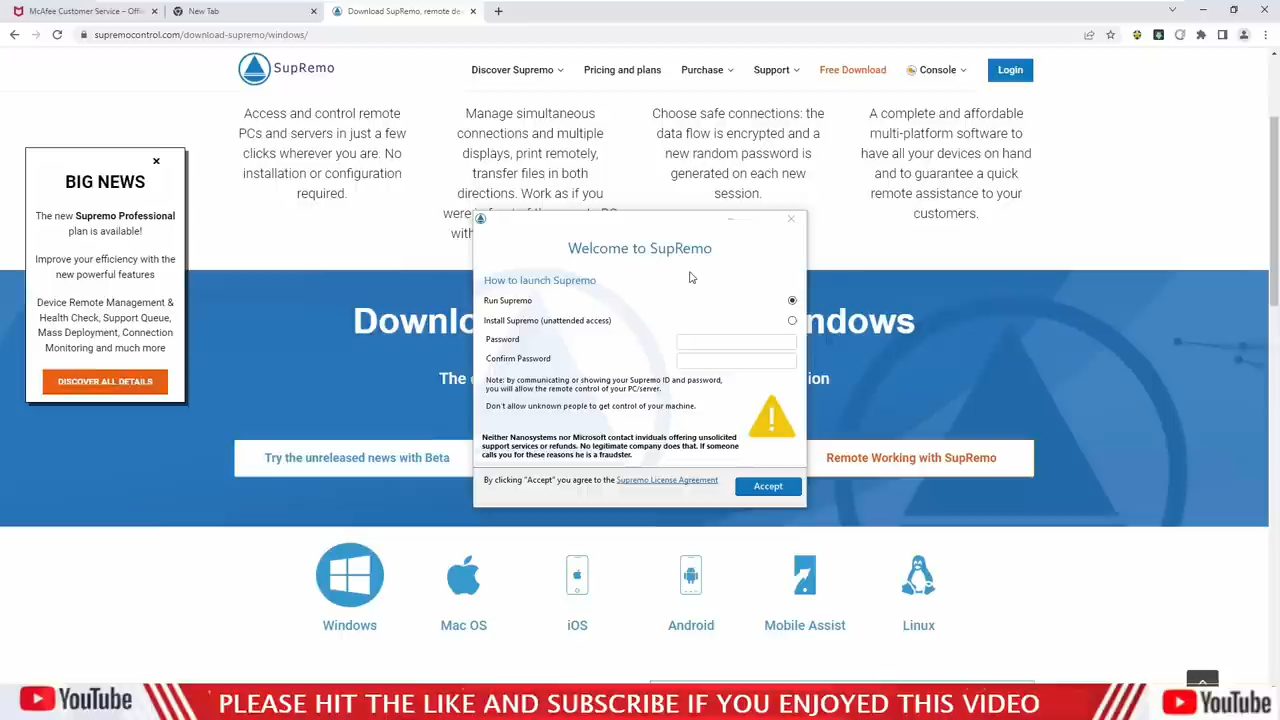 McAfee Customer Service – Offi
New Tab
Download SupRemo, remote de
supremocontrol.com/download-supremo/windows/
SupRemo
Discover Supremo
Pricing and plans
Purchase
Support
Free Download
Console
Login
Access and control remote
PCs and servers in just a few
clicks wherever you are. No
installation or configuration
required.
Manage simultaneous
connections and multiple
displays, print remotely,
transfer files in both
directions. Work as if you
with
Choose safe connections: the
data flow is encrypted and a
new random password is
generated on each new
session.
A complete and affordable
multi-platform software to
have all your devices on hand
and to guarantee a quick
remote assistance to your
customers.
BIG NEWS
The new Supremo Professional
plan is available!
Improve your efficiency with the
new powerful features
Device Remote Management &
Health Check, Support Queue,
Mass Deployment, Connection
Monitoring and much more
DISCOVER ALL DETAILS
Welcome to SupRemo
How to launch Supremo
Run Supremo
Install Supremo (unattended access)
Password
Confirm Password
Note: by communicating or showing your Supremo ID and password,
you will allow the remote control of your PC/server.
Don't allow unknown people to get control of your machine.
Neither Nanosystems nor Microsoft contact inviduals offering unsolicited
support services or refunds. No legitimate company does that. If someone
calls you for these reasons he is a fraudster.
By clicking "Accept" you agree to the Supremo License Agreement
Accept
Downlo
ndows
The
ion
Try the unreleased news with Beta
Remote Working with SupRemo
Windows
Mac OS
iOS
Android
Mobile Assist
Linux
YouTube
PLEASE HIT THE LIKE AND SUBSCRIBE IF YOU ENJOYED THIS VIDEO
YouTube